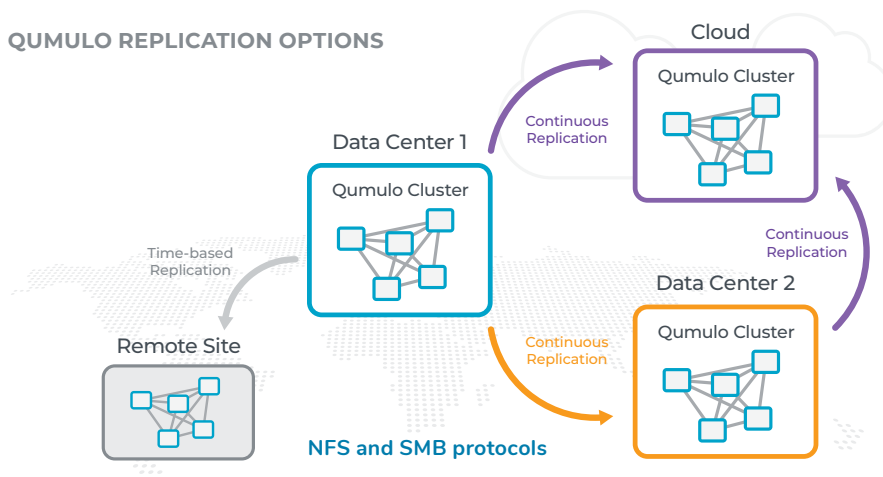 QUMULO REPLICATION OPTIONS
Cloud
Qumulo Cluster
Continuous
Replication
Data Center 1
Qumulo Cluster
Time-based
Replication
Continuous
Replication
Data Center 2
Qumulo Cluster
Continuous
Replication
Remote Site
NFS and SMB protocols